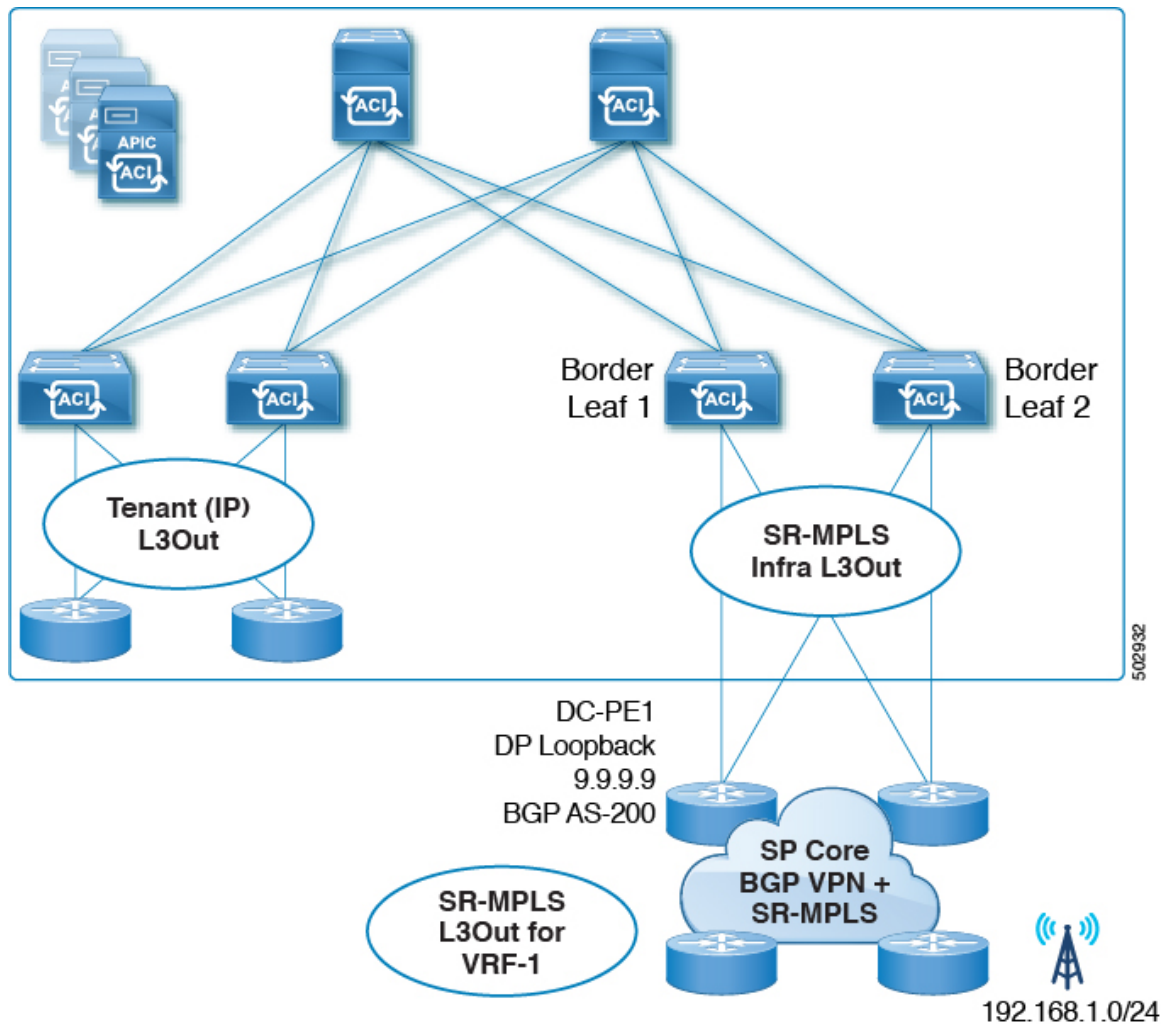 ACI
ACI
A
A
APIC
ACI
ACI
ACI
Border
Leaf 1
ACI
ACI
Border
Leaf 2
Tenant (IP)
L3Out
SR-MPLS
Infra L3Out
502932
DC-PE1
DP Loopback
9.9.9.9
BGP AS-200
SP Core
BGP VPN +
SR-MPLS
SR-MPLS
L3Out for
VRF-1
192.168.1.0/24